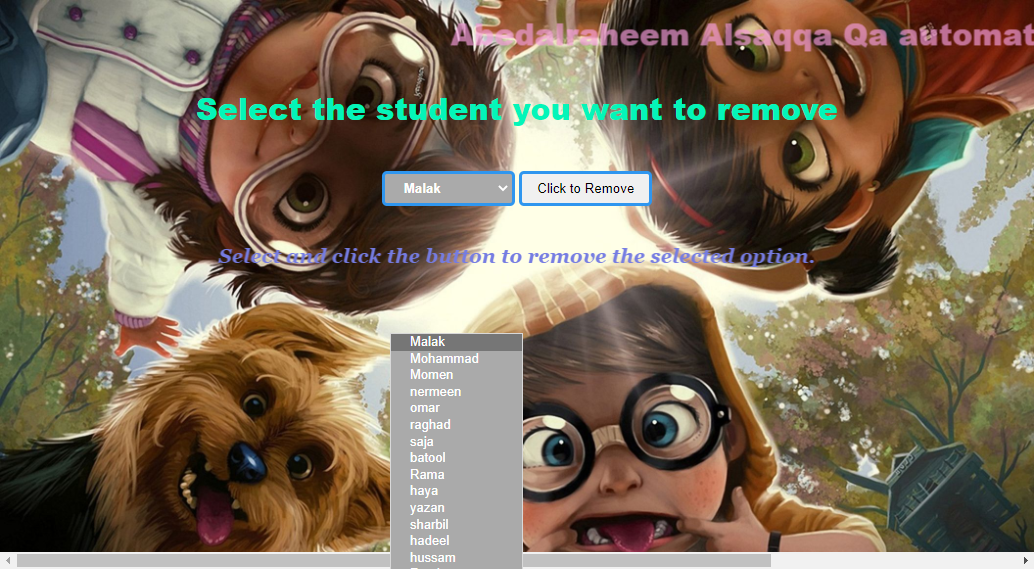 Ahedalraheem Alsaqqa Qa automat
Select the student you want to remove
Malak
Click to Remove
Select and click the button to remove the selected option.
Malak
Mohammad
Momen
nermeen
omar
raghad
saja
batool
Rama
haya
yazan
sharbil
hadeel
hussam